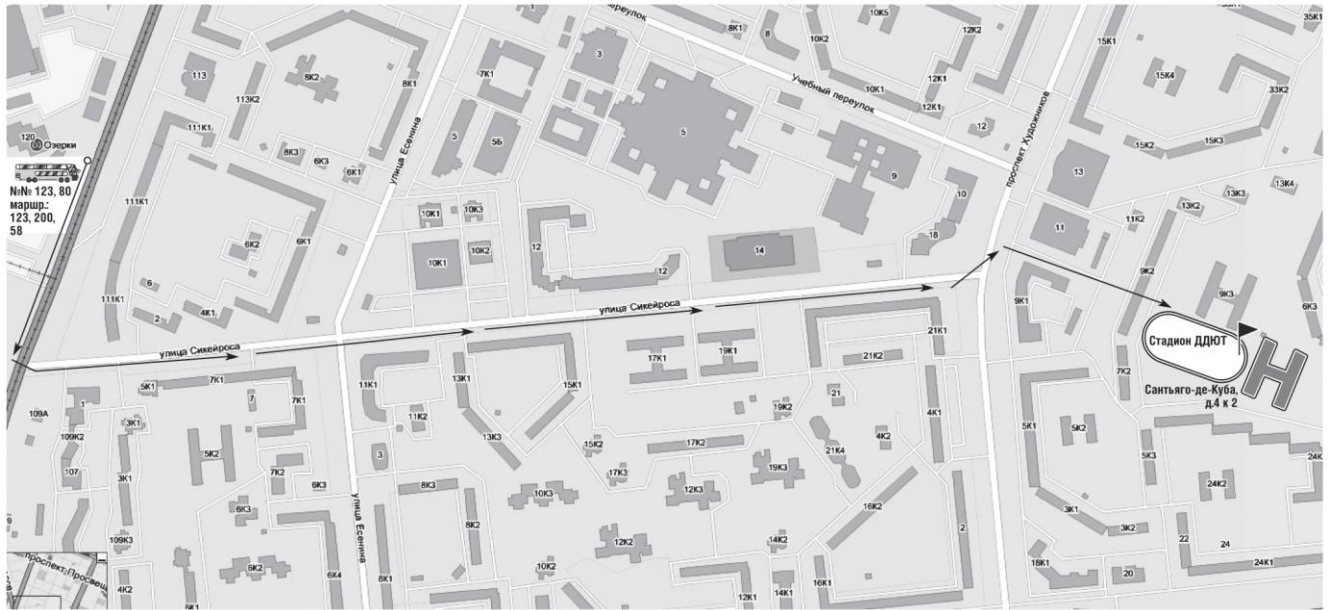 переулок
Учебный переулок
проспект Художников
улица Есенина
120
Озерки
№№ 123, 80
маршр.:
123, 200,
58
113
113К2
8К2
8К1
111К1
8К3
6К3
6К1
111К1
6К2
6К1
6
2
4К1
111К1
7К1
5
5Б
3
5
8К1
8
10К2
10К5
12К2
12К1
10К1
12К1
12
9
10
18
15К1
15К4
33К2
35К1
15К2
15К3
13
11
11К2
13К2
13К3
13К4
10К1
10К3
10К1
10К2
12
12
14
улица Сикейроса
улица Сикейроса
9К1
9К2
9К3
6К3
Стадион ДДЮТ
Сантьяго-де-Куба,
д.4 к 2
109А
1
5К1
7К1
7
7К1
3К1
109К2
107
3К1
5К2
7К2
6К3
6К3
109К3
6К2
6К4
4К2
6К1
проспект Просвещ
улица Есенина
11К1
11К2
3
13К1
13К3
15К1
15К2
17К3
8К3
8К2
10К3
12К2
10К2
8К1
17К1
19К1
17К2
19К2
21
21К1
21К2
4К1
4К2
21К4
19К3
12К3
16К2
14К2
12К1
14К1
16К1
2
5К1
5К2
7К2
5К3
3К1
3К2
18К1
20
22
24
24К2
24К1